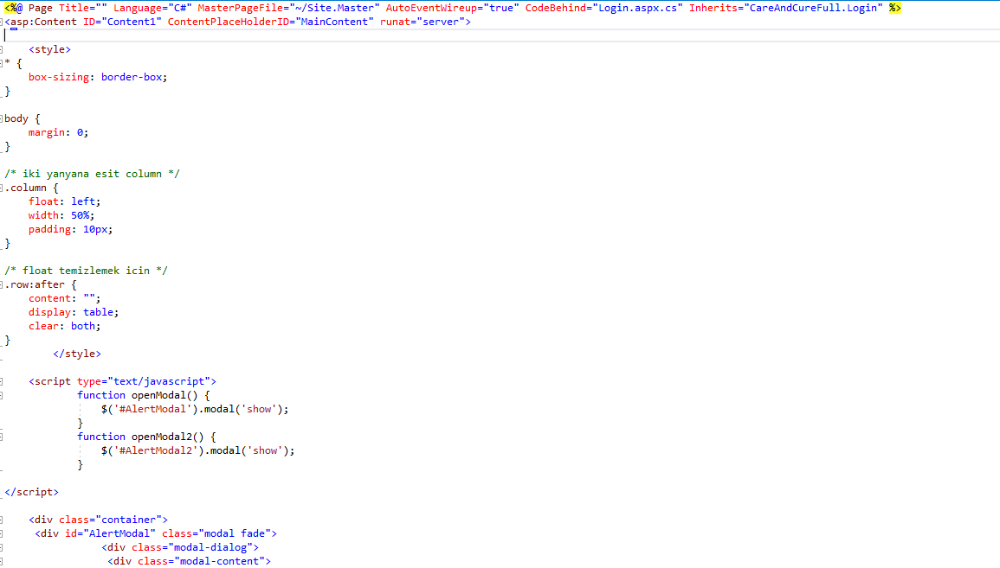 <%@ Page Title="" Language="C#" MasterPageFile="~/Site.Master" AutoEventWireup="true" CodeBehind="Login.aspx.cs" Inherits="CareAndCureFull.Login" %>
<asp:Content ID="Content1" ContentPlaceHolderID="MainContent" runat="server">
<style>
* {
box-sizing: border-box;
}
body {
margin: 0;
}
/* iki yanyana esit column */
.column {
float: left;
width: 50%;
padding: 10px;
}
/* float temizlemek icin */
.row:after {
content: "";
display: table;
clear: both;
}
</style>
<script type="text/javascript">
function openModal() {
$('#AlertModal').modal('show');
}
function openModal2() {
$('#AlertModal2').modal('show');
}
</script>
<div class="container">
<div id="AlertModal" class="modal fade">
<div class="modal-dialog">
<div class="modal-content">